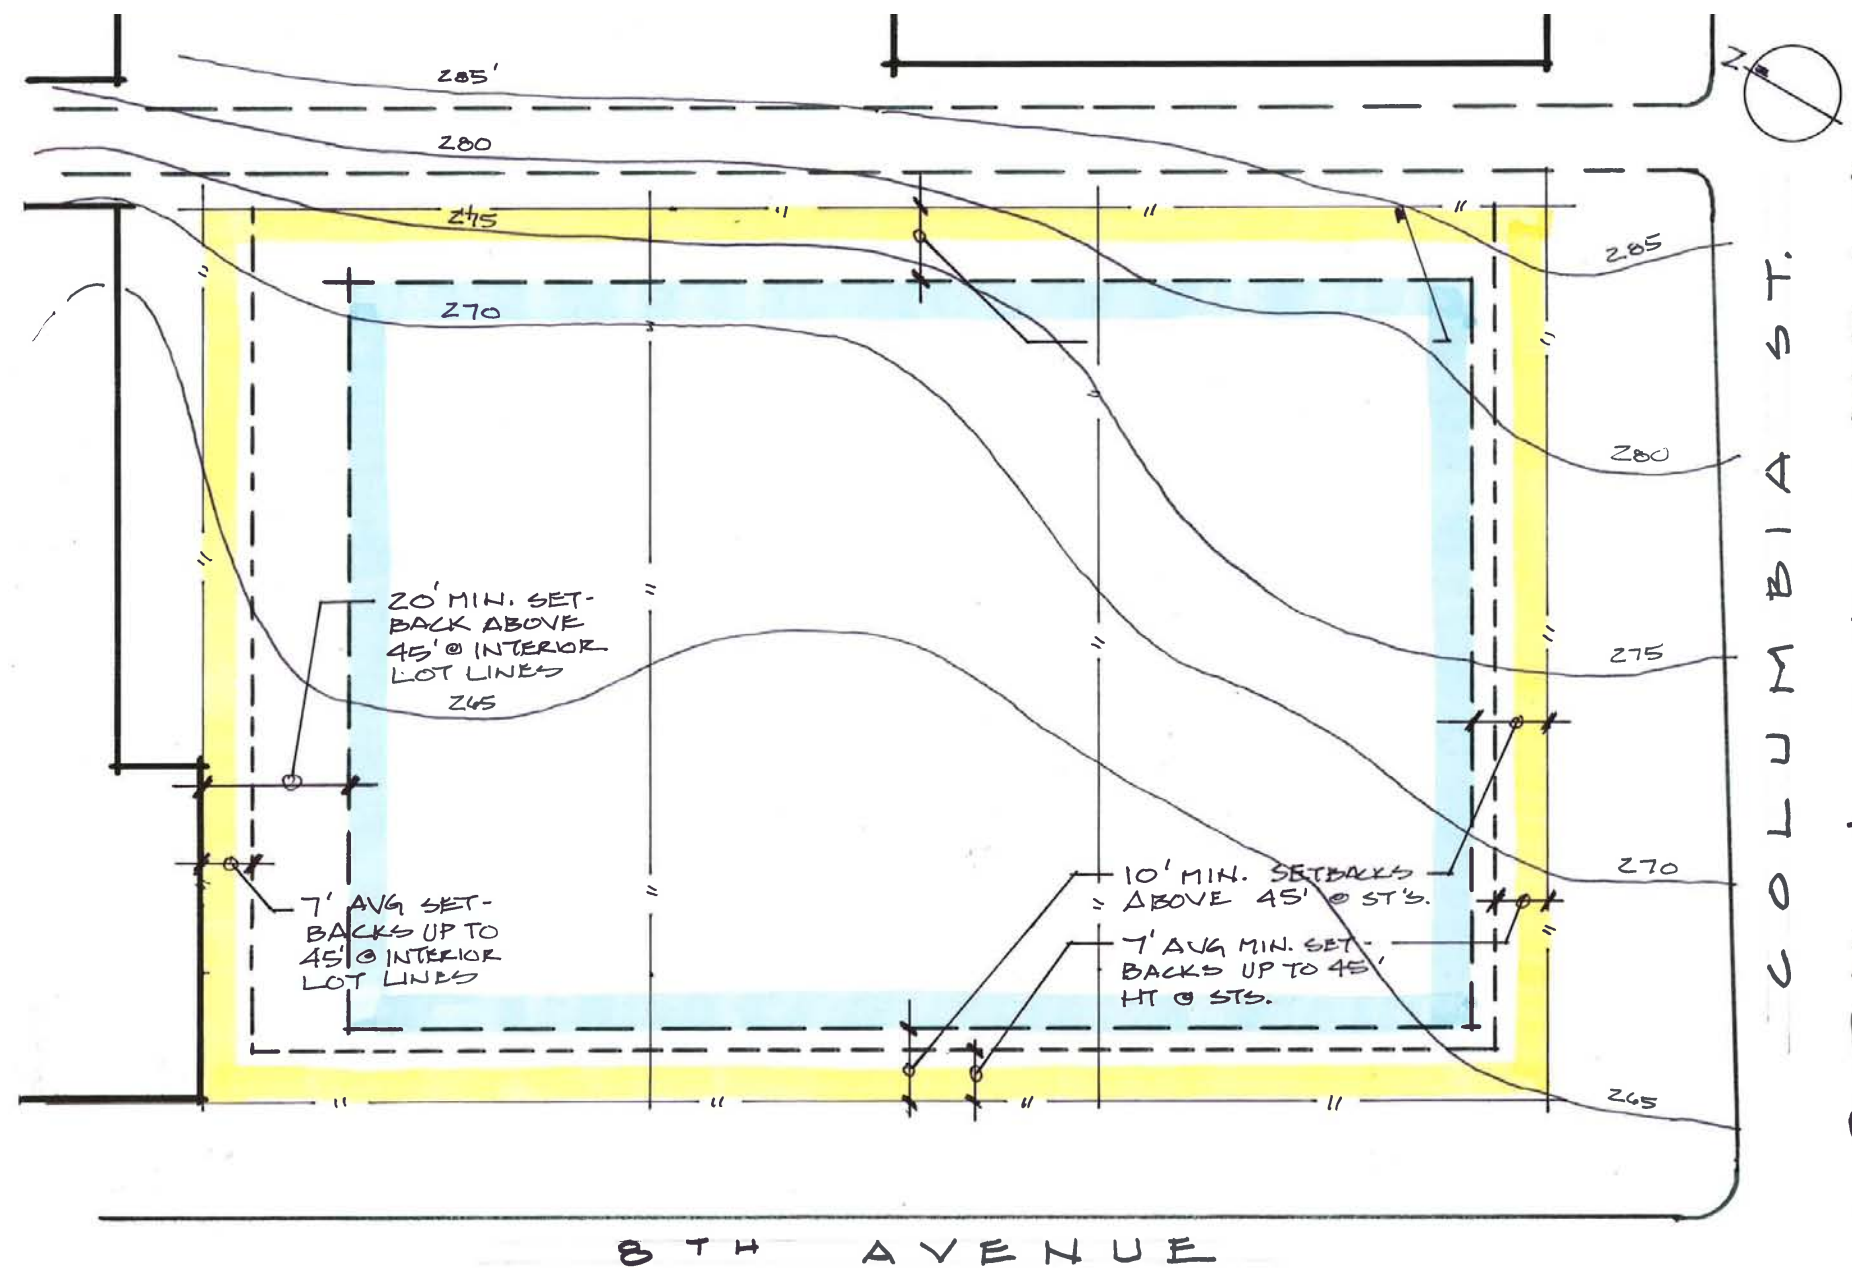 285'
N
280
275
285
270
280
20' MIN. SET-
BACK ABOVE
45' @ INTERIOR
LOT LINES
265
275
270
10' MIN. SETBACKS
ABOVE 45' @ ST'S.
7' AVG SET-
BACKS UP TO
45' @ INTERIOR
LOT LINES
7' AVG MIN. SET-
BACKS UP TO 45'
HT @ STS.
265
COLUMBIA ST.
8TH AVENUE